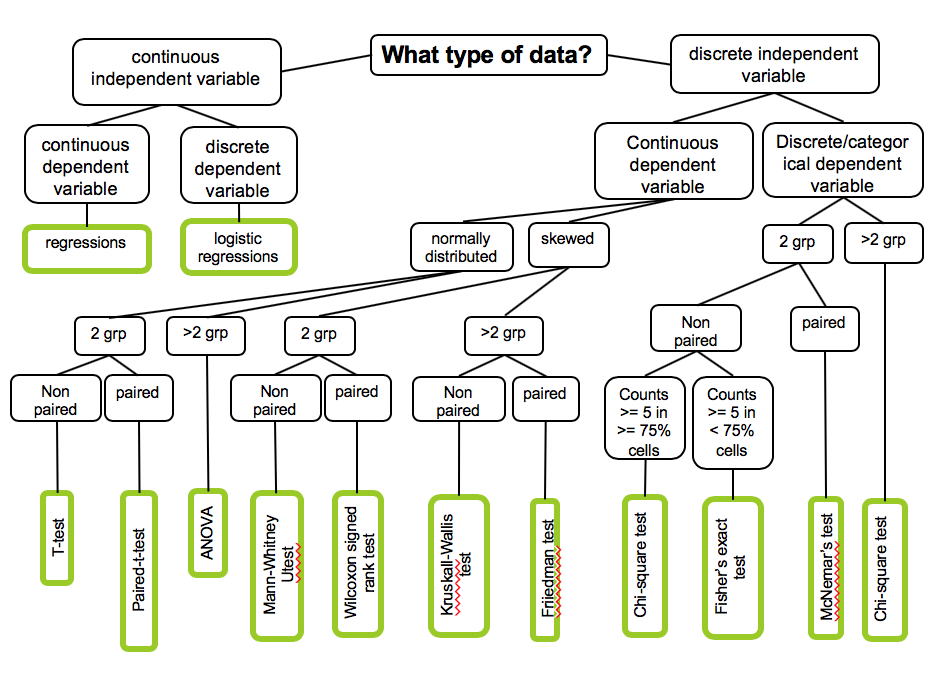 What type of data?
continuous
independent variable
discrete independent
variable
continuous
dependent
variable
discrete
dependent
variable
Continuous
dependent
variable
Discrete/categor
ical dependent
variable
regressions
logistic
regressions
normally
distributed
skewed
2 grp
>2 grp
2 grp
>2 grp
2 grp
>2 grp
Non
paired
paired
Non
paired
paired
Non
paired
paired
Non
paired
paired
Counts
>= 5 in
>= 75%
cells
Counts
>= 5 in
< 75%
cells
T-test
Paired-t-test
ANOVA
Mann-Whitney
Utest
Wilcoxon signed
rank test
Kruskall-Wallis
test
Friiedman test
Chi-square test
Fisher's exact
test
McNemar's test
Chi-square test